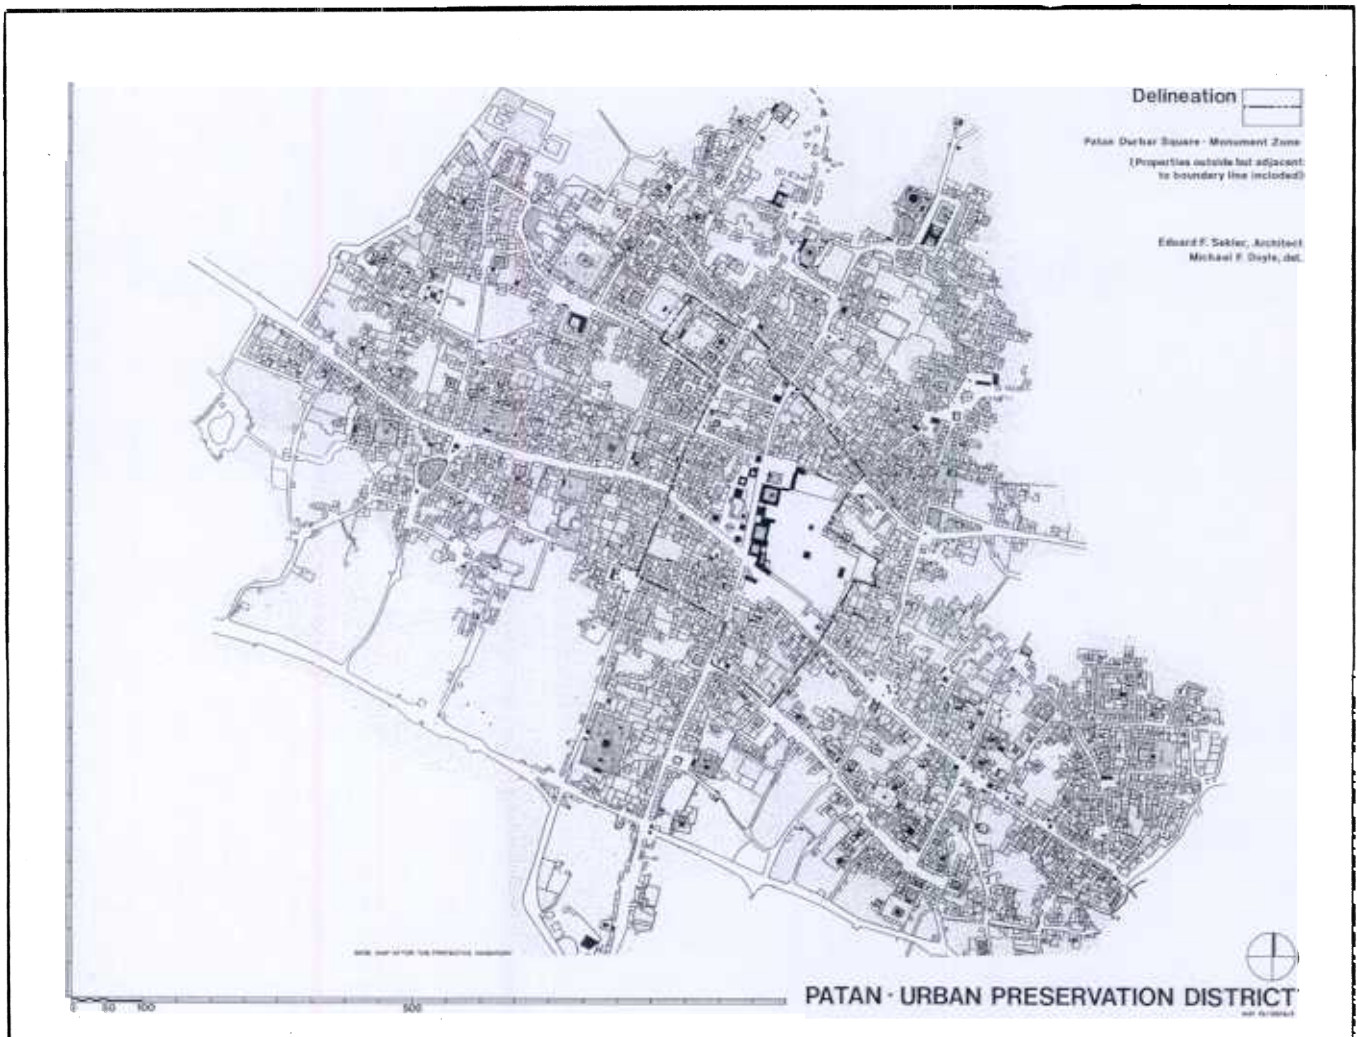 Delineation
Patan Durbar Square · Monument Zone
(Properties outside but adjacent
to boundary line included)
Eduard F. Sekler, Architect
Michael F. Doyle, del.
0 50 100 500
PATAN · URBAN PRESERVATION DISTRICT